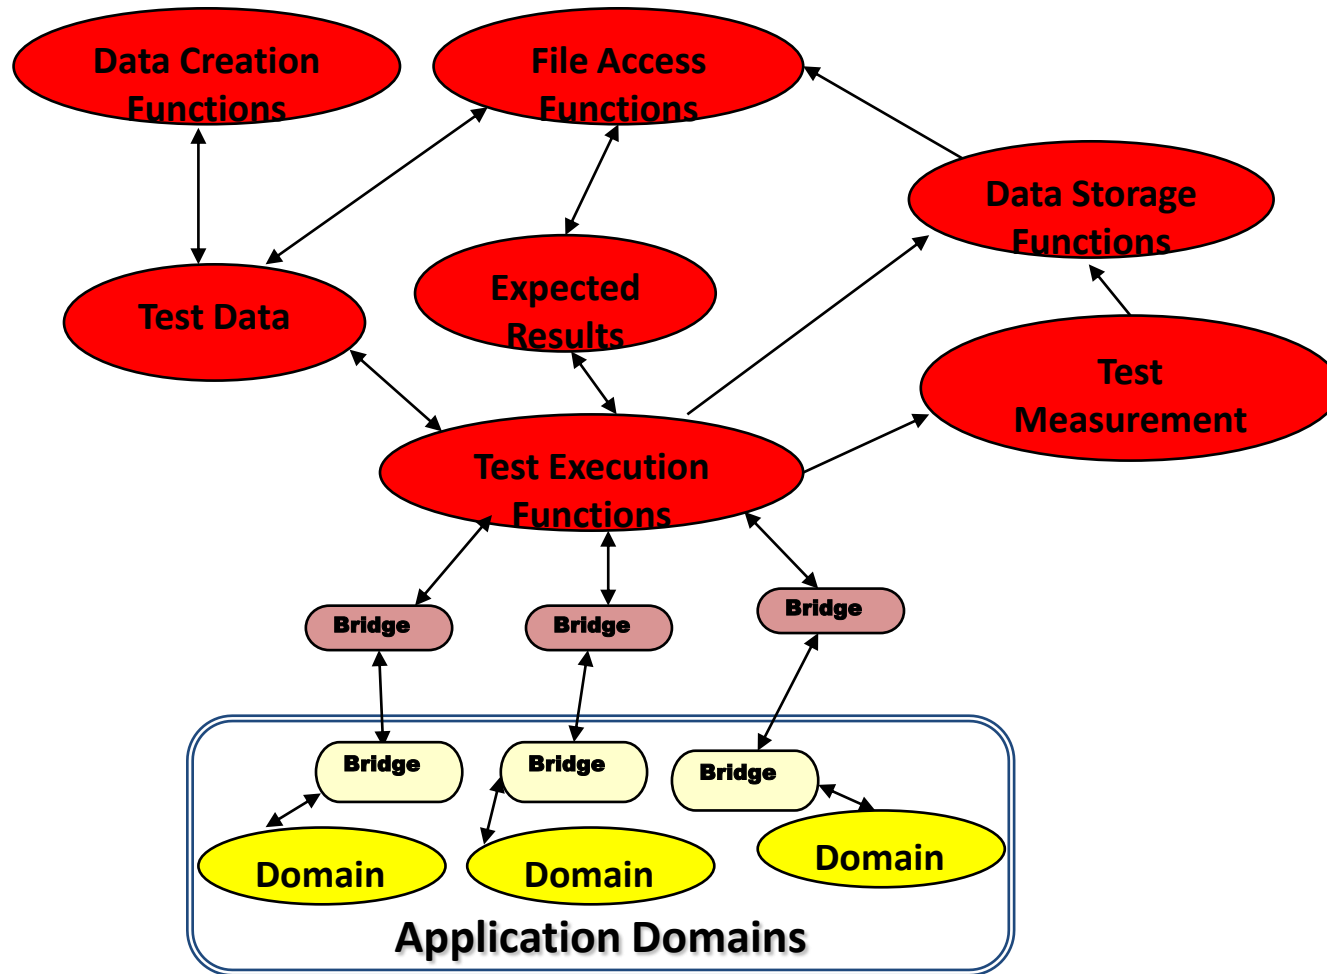 Data Creation
Functions
File Access
Functions
Data Storage
Functions
Test Data
Expected
Results
Test
Measurement
Test Execution
Functions
Bridge
Bridge
Bridge
Bridge
Bridge
Bridge
Domain
Domain
Domain
Application Domains